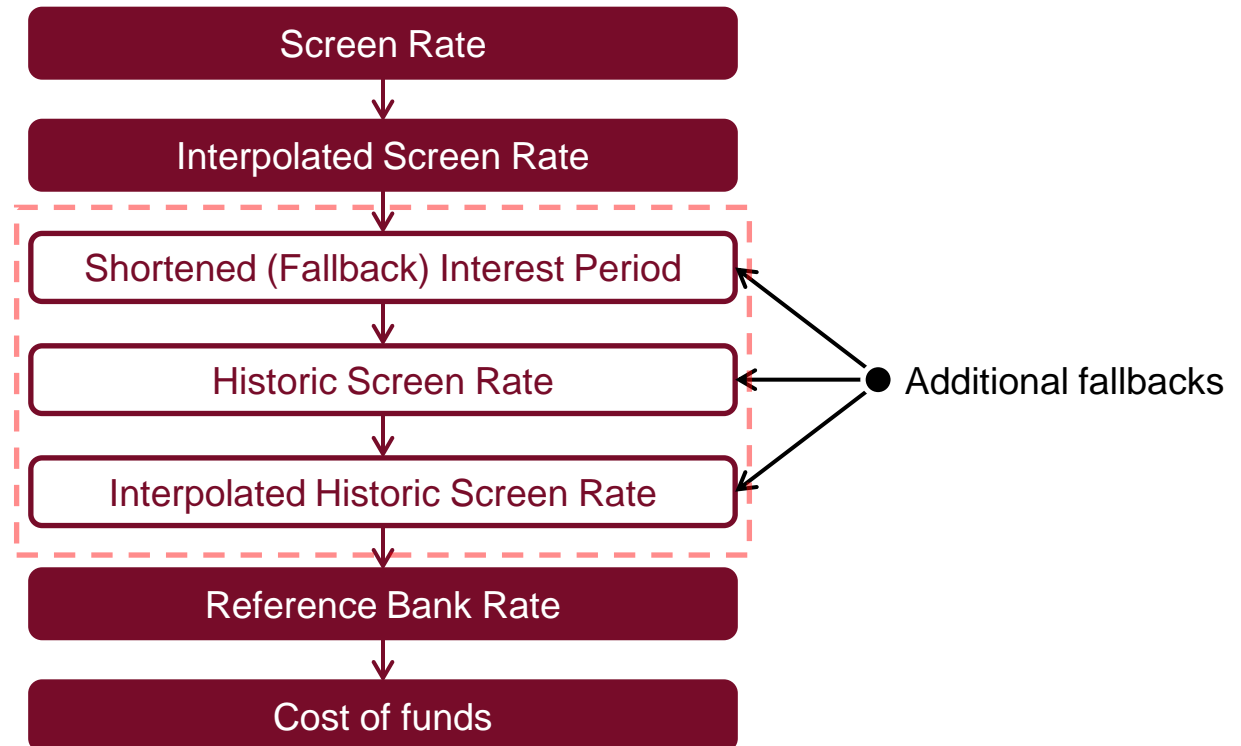 Screen Rate
Interpolated Screen Rate
Shortened (Fallback) Interest Period
Historic Screen Rate
Additional fallbacks
Interpolated Historic Screen Rate
Reference Bank Rate
Cost of funds